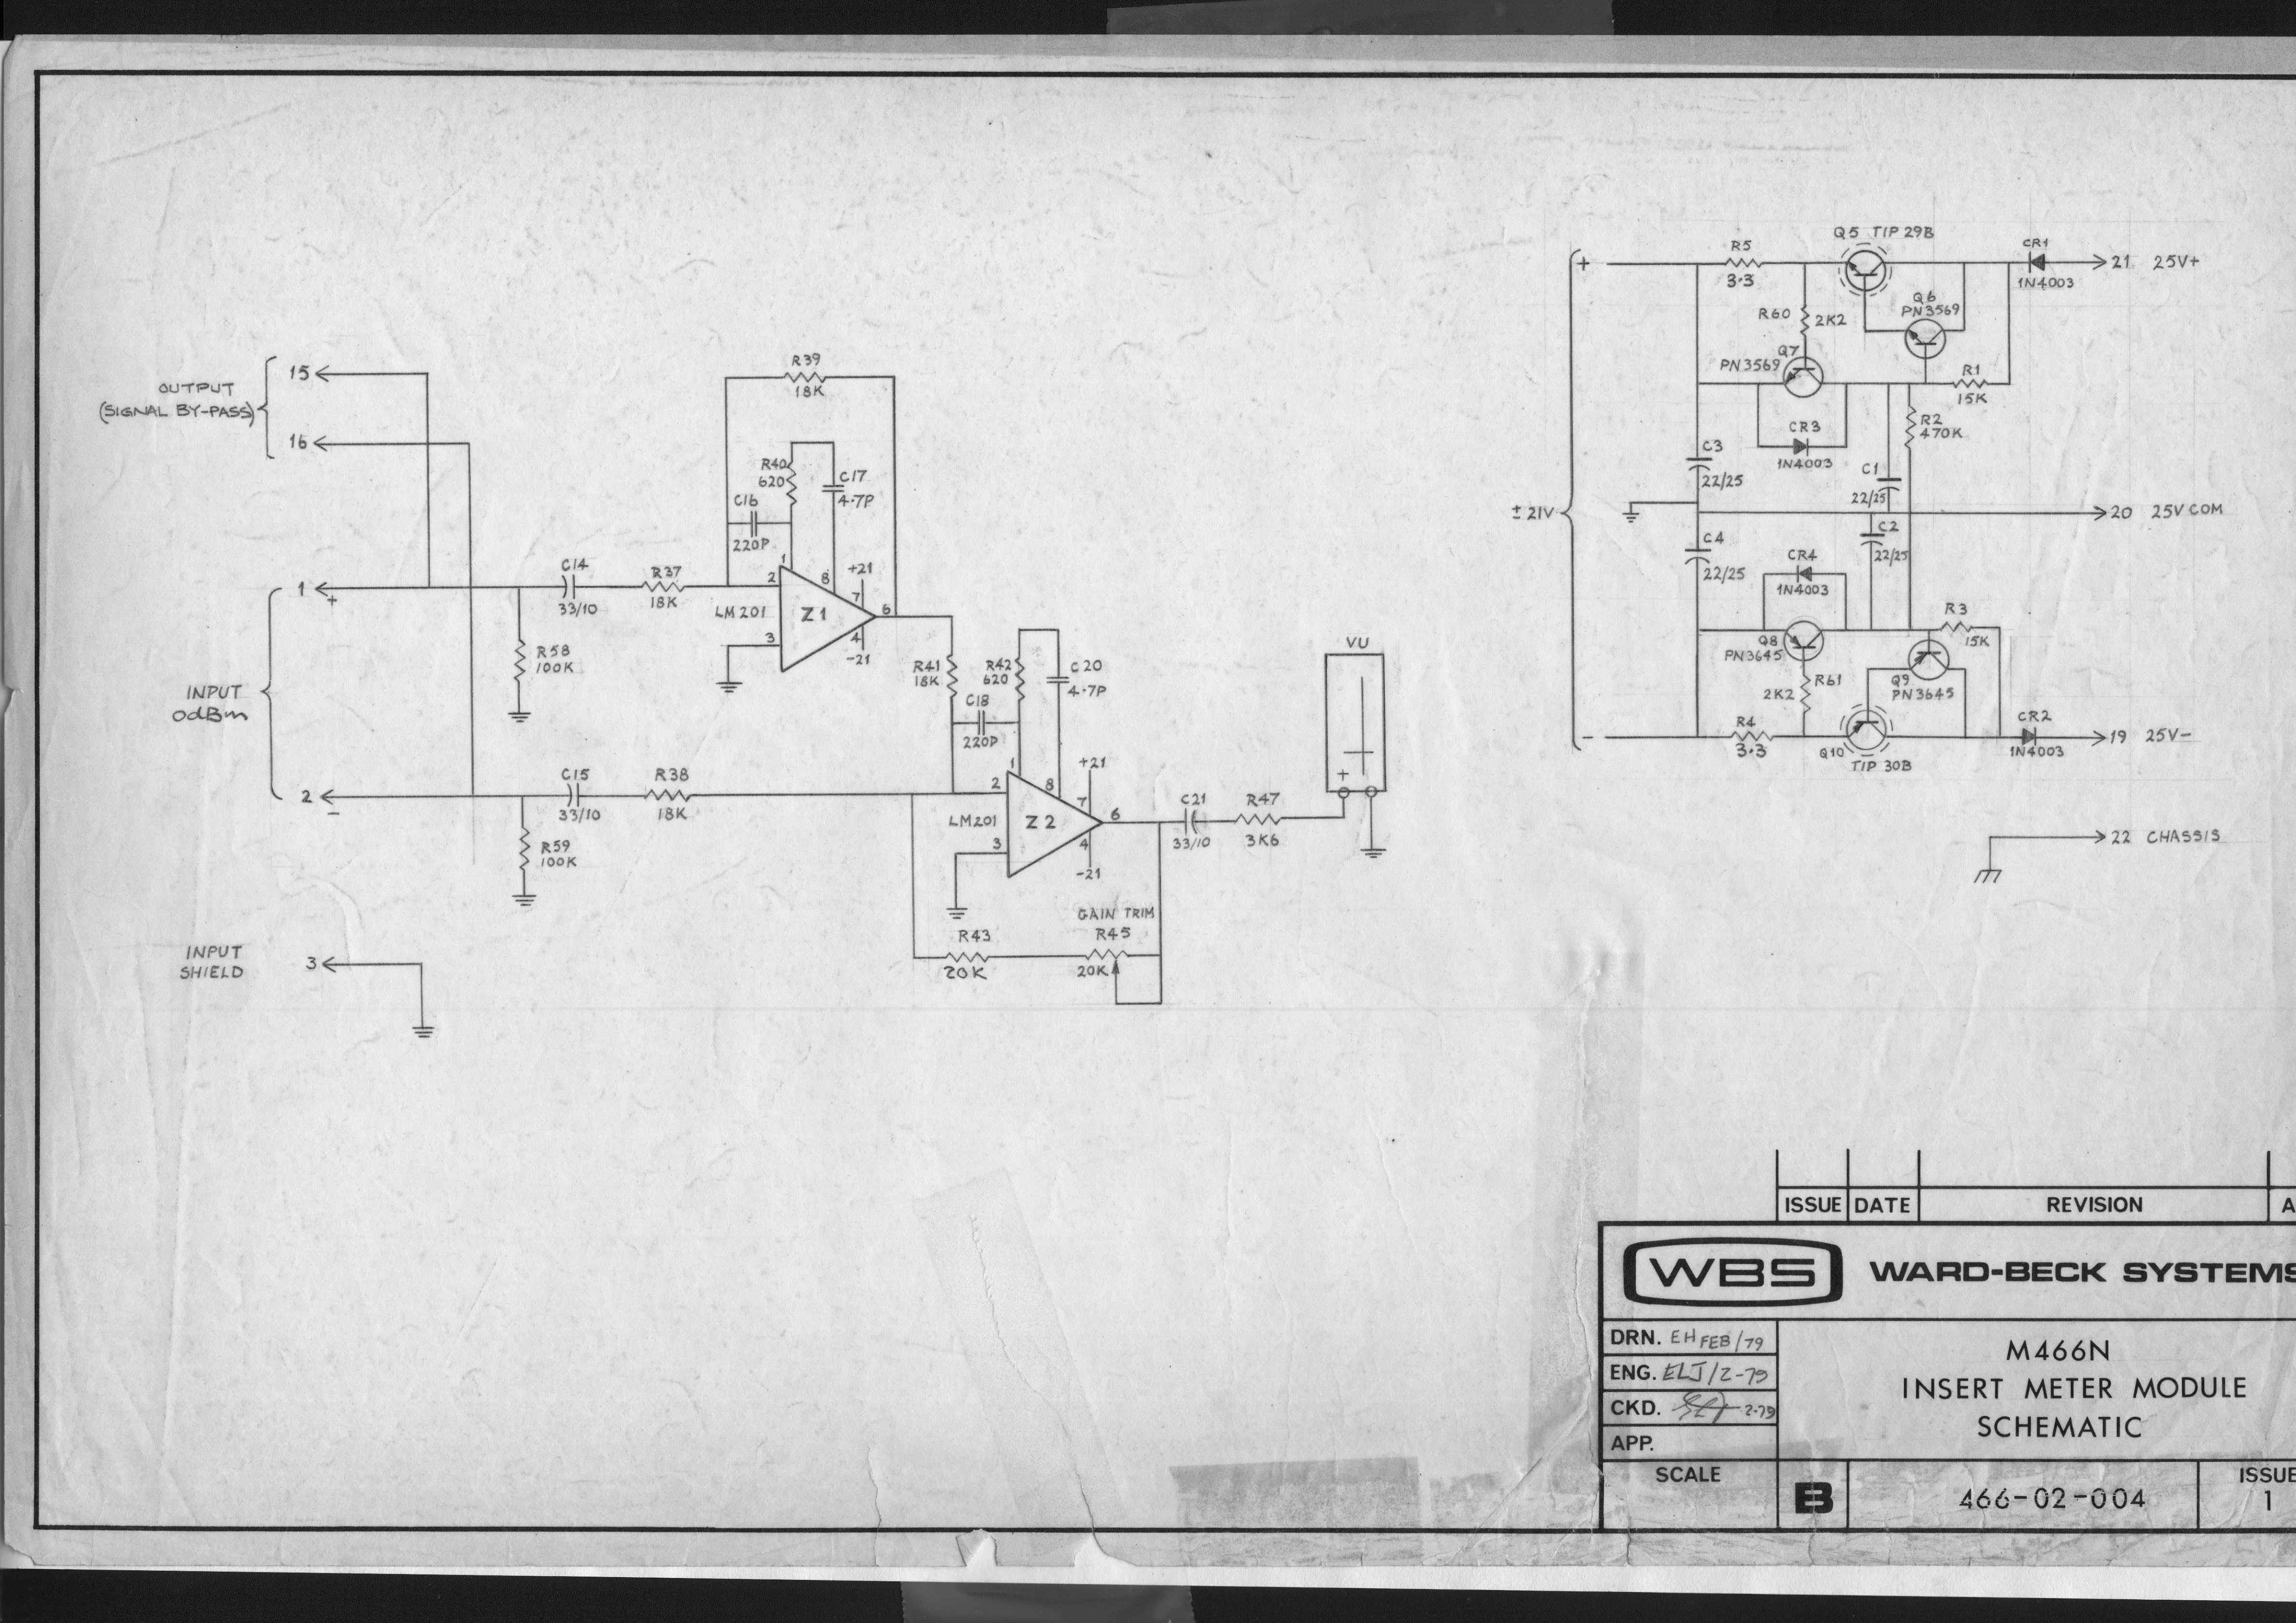 OUTPUT
(SIGNAL BY-PASS)
15
16
INPUT
0dBm
1
+
2
−
INPUT
SHIELD
3
R58
100K
R59
100K
C14
33/10
R37
18K
C15
33/10
R38
18K
R39
18K
R40
620
C17
4.7P
C16
220P
LM201
Z1
1
2
3
8
+21
7
6
4
-21
R41
18K
R42
620
C20
4.7P
C18
220P
LM201
Z2
1
2
3
8
+21
7
6
4
-21
GAIN TRIM
R43
20K
R45
20K
C21
33/10
R47
3K6
VU
+
±21V
+
−
R5
3.3
Q5 TIP 29B
CR1
1N4003
21 25V+
R60
2K2
Q6
PN3569
Q7
PN3569
R1
15K
CR3
1N4003
R2
470K
C3
22/25
C1
22/25
20 25V COM
C4
22/25
C2
22/25
CR4
1N4003
R3
15K
Q8
PN3645
R61
2K2
Q9
PN3645
R4
3.3
Q10
TIP 30B
CR2
1N4003
19 25V−
22 CHASSIS
ISSUE DATE REVISION A
WBS WARD-BECK SYSTEMS
DRN. EH FEB/79
ENG. ELJ/2-79
CKD. 2-79
APP.
M466N
INSERT METER MODULE
SCHEMATIC
SCALE
B
466-02-004
ISSUE
1